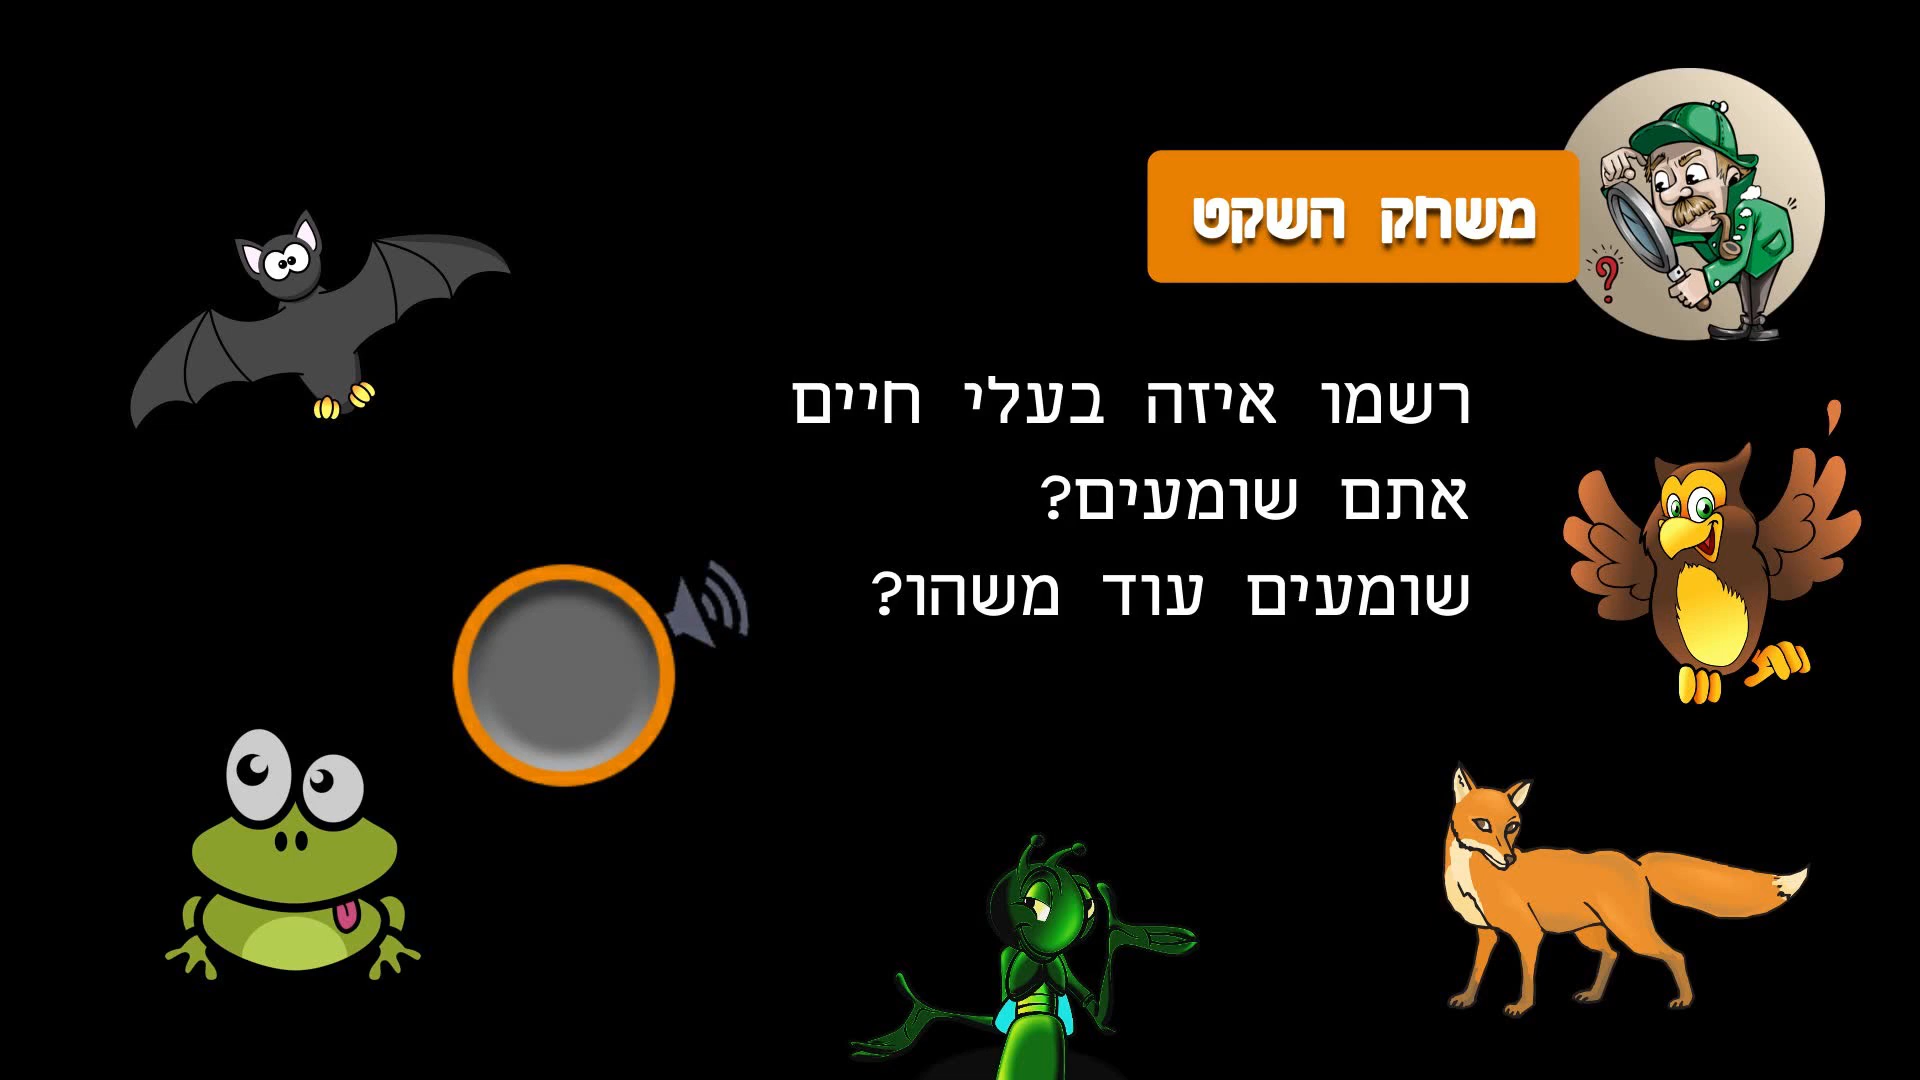 משחק השקט
רשמו איזה בעלי חיים
אתם שומעים?
שומעים עוד משהו?
?